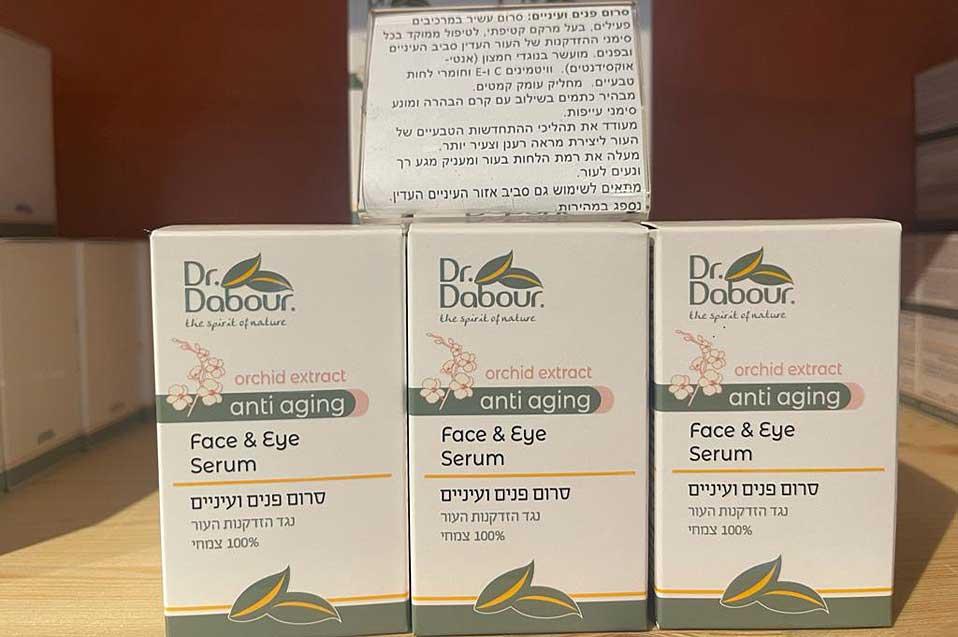 סרום פנים ועיניים: סרום עשיר במרכיבים
פעילים, בעל מרקם קטיפתי, לטיפול ממוקד בכל
סימני ההזדקנות של העור העדין סביב העיניים
ובפנים. מועשר בנוגדי חמצון (אנטי-
אוקסידנטים). וויטמינים C ו-E וחומרי לחות
טבעיים. מחליק עומק קמטים.
מבהיר כתמים בשילוב עם קרם הבהרה ומונע
סימני עייפות.
מעודד את תהליכי ההתחדשות הטבעיים של
העור ליצירת מראה רענן וצעיר יותר.
מעלה את רמת הלחות בעור ומעניק מגע רך
ונעים לעור.
מתאים לשימוש גם סביב אזור העיניים העדין.
נספג במהירות
Dr.
Dabour.
the spirit of nature
orchid extract
anti aging
Face & Eye
Serum
סרום פנים ועיניים
נגד הזדקנות העור
100% צמחי
Dr.
Dabour.
the spirit of nature
orchid extract
anti aging
Face & Eye
Serum
סרום פנים ועיניים
נגד הזדקנות העור
100% צמחי
Dr.
Dabour.
the spirit of nature
orchid extract
anti aging
Face & Eye
Serum
סרום פנים ועיניים
נגד הזדקנות העור
100% צמחי